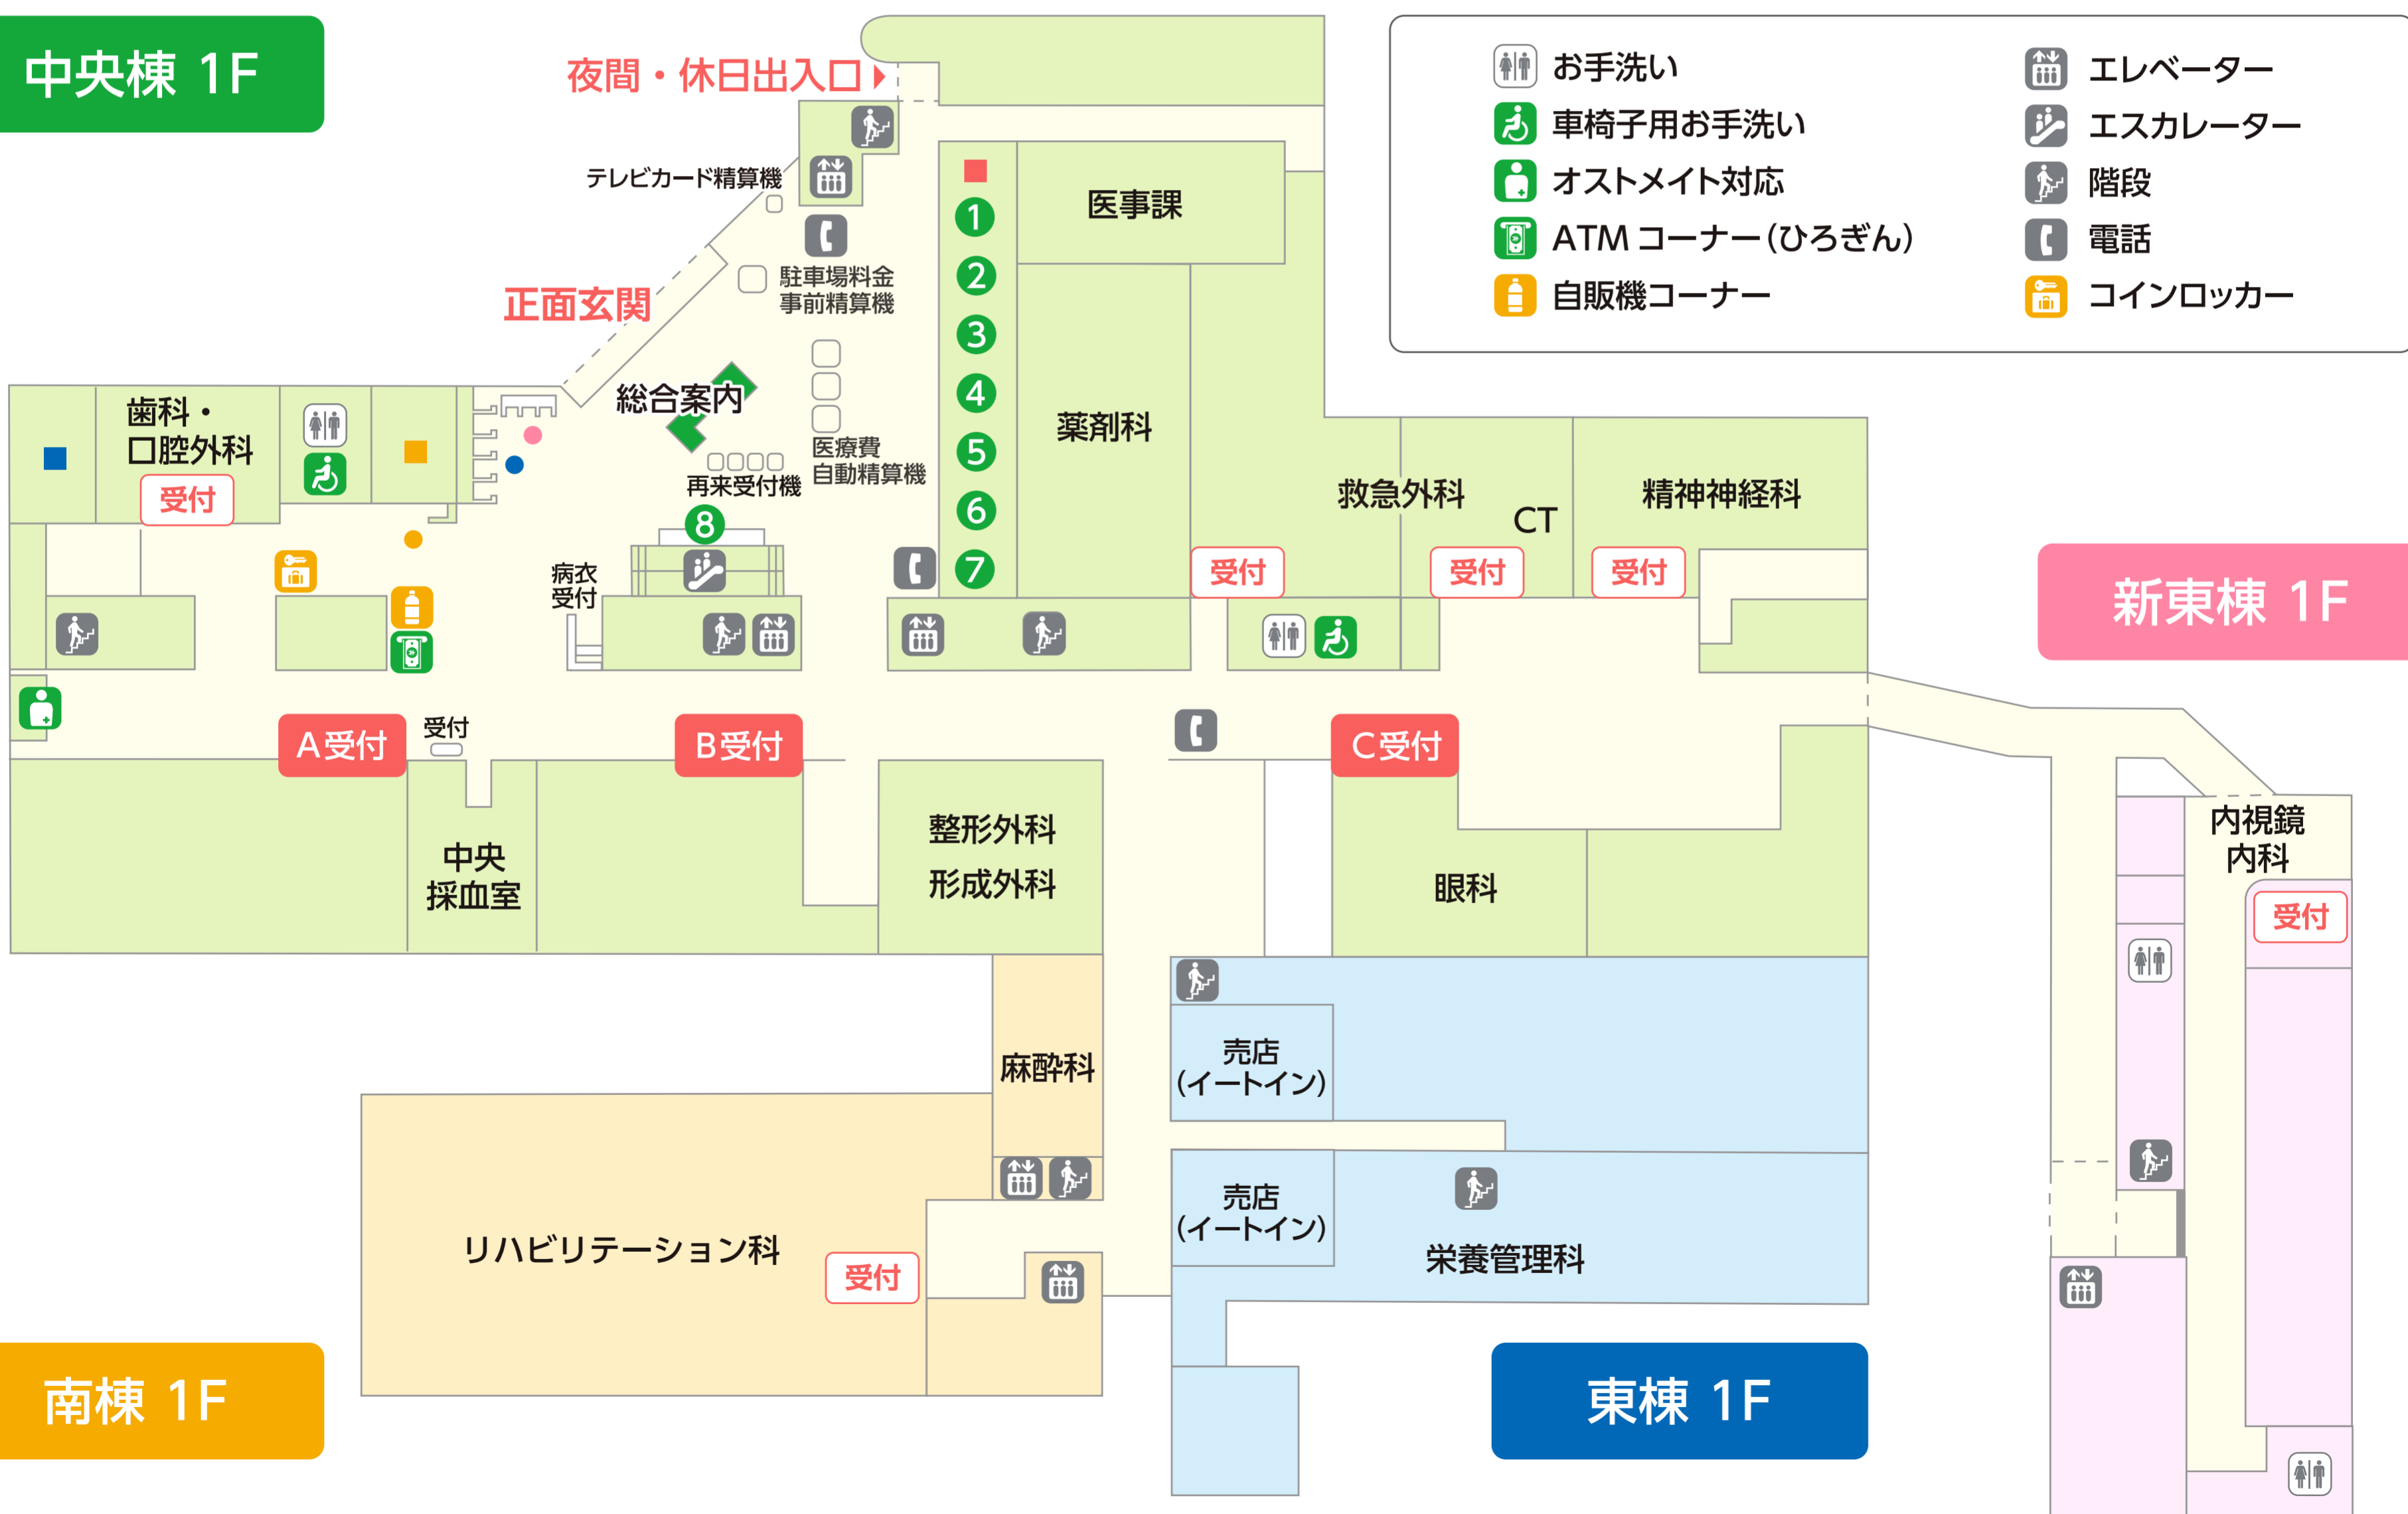 中央棟 1F
夜間・休日出入口
お手洗い
車椅子用お手洗い
オストメイト対応
ATMコーナー(ひろぎん)
自販機コーナー
エレベーター
エスカレーター
階段
電話
コインロッカー
テレビカード精算機
医事課
1
2
3
4
5
6
7
駐車場料金
事前精算機
正面玄関
総合案内
医療費
自動精算機
再来受付機
8
薬剤科
歯科・
口腔外科
受付
救急外科
CT
精神神経科
受付
受付
受付
病衣
受付
新東棟 1F
A受付
受付
B受付
C受付
中央
採血室
整形外科
形成外科
眼科
内視鏡
内科
受付
麻酔科
売店
(イートイン)
売店
(イートイン)
リハビリテーション科
受付
栄養管理科
南棟 1F
東棟 1F